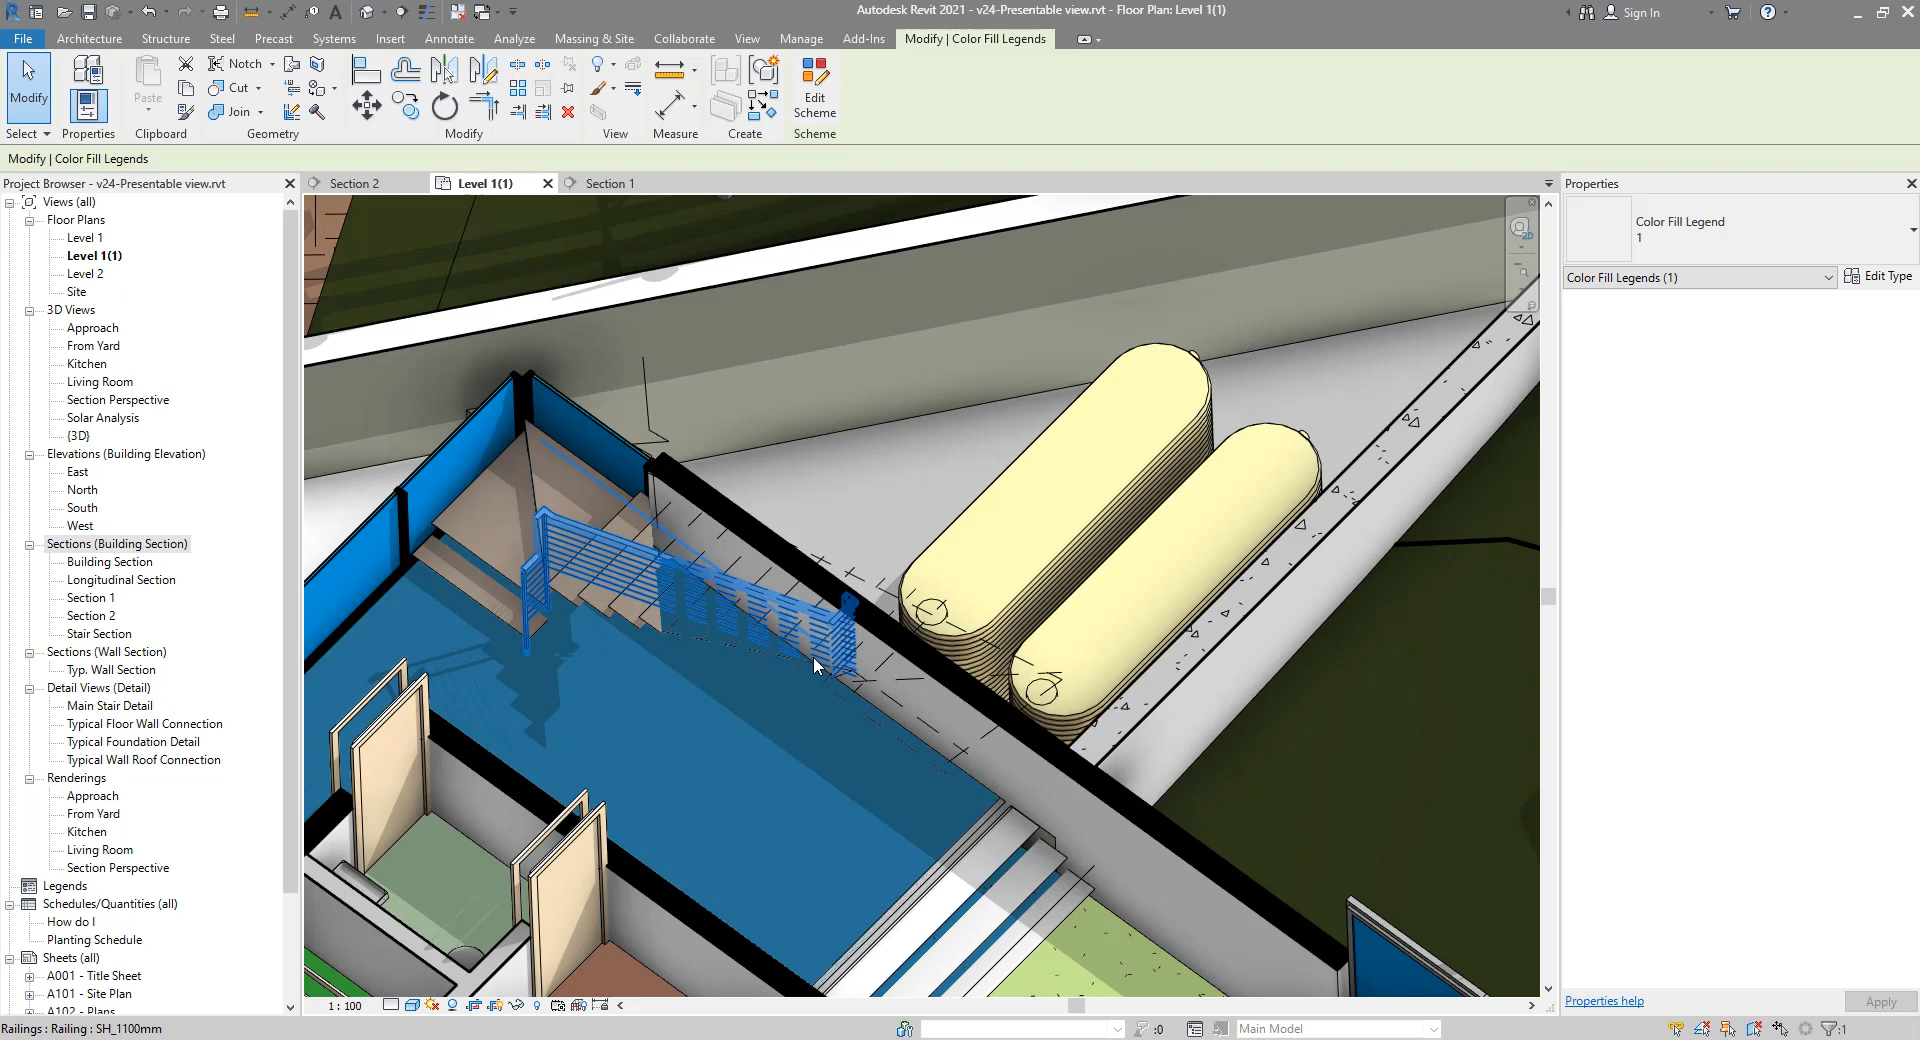 Autodesk Revit 2021 - v24-Presentable view.rvt - Floor Plan: Level 1(1)
Sign In
File
Architecture
Structure
Steel
Precast
Systems
Insert
Annotate
Analyze
Massing & Site
Collaborate
View
Manage
Add-Ins
Modify | Color Fill Legends
Modify
Paste
Notch
Cut
Join
Edit
Scheme
Select
Properties
Clipboard
Geometry
Modify
View
Measure
Create
Scheme
Modify | Color Fill Legends
Project Browser - v24-Presentable view.rvt
Views (all)
Floor Plans
Level 1
Level 1(1)
Level 2
Site
3D Views
Approach
From Yard
Kitchen
Living Room
Section Perspective
Solar Analysis
{3D}
Elevations (Building Elevation)
East
North
South
West
Sections (Building Section)
Building Section
Longitudinal Section
Section 1
Section 2
Stair Section
Sections (Wall Section)
Typ. Wall Section
Detail Views (Detail)
Main Stair Detail
Typical Floor Wall Connection
Typical Foundation Detail
Typical Wall Roof Connection
Renderings
Approach
From Yard
Kitchen
Living Room
Section Perspective
Legends
Schedules/Quantities (all)
How do I
Planting Schedule
Sheets (all)
A001 - Title Sheet
A101 - Site Plan
A102 - Plans
Section 2
Level 1(1)
Section 1
2D
1 : 100
Properties
Color Fill Legend
1
Color Fill Legends (1)
Edit Type
Properties help
Apply
Railings : Railing : SH_1100mm
:0
Main Model
:1